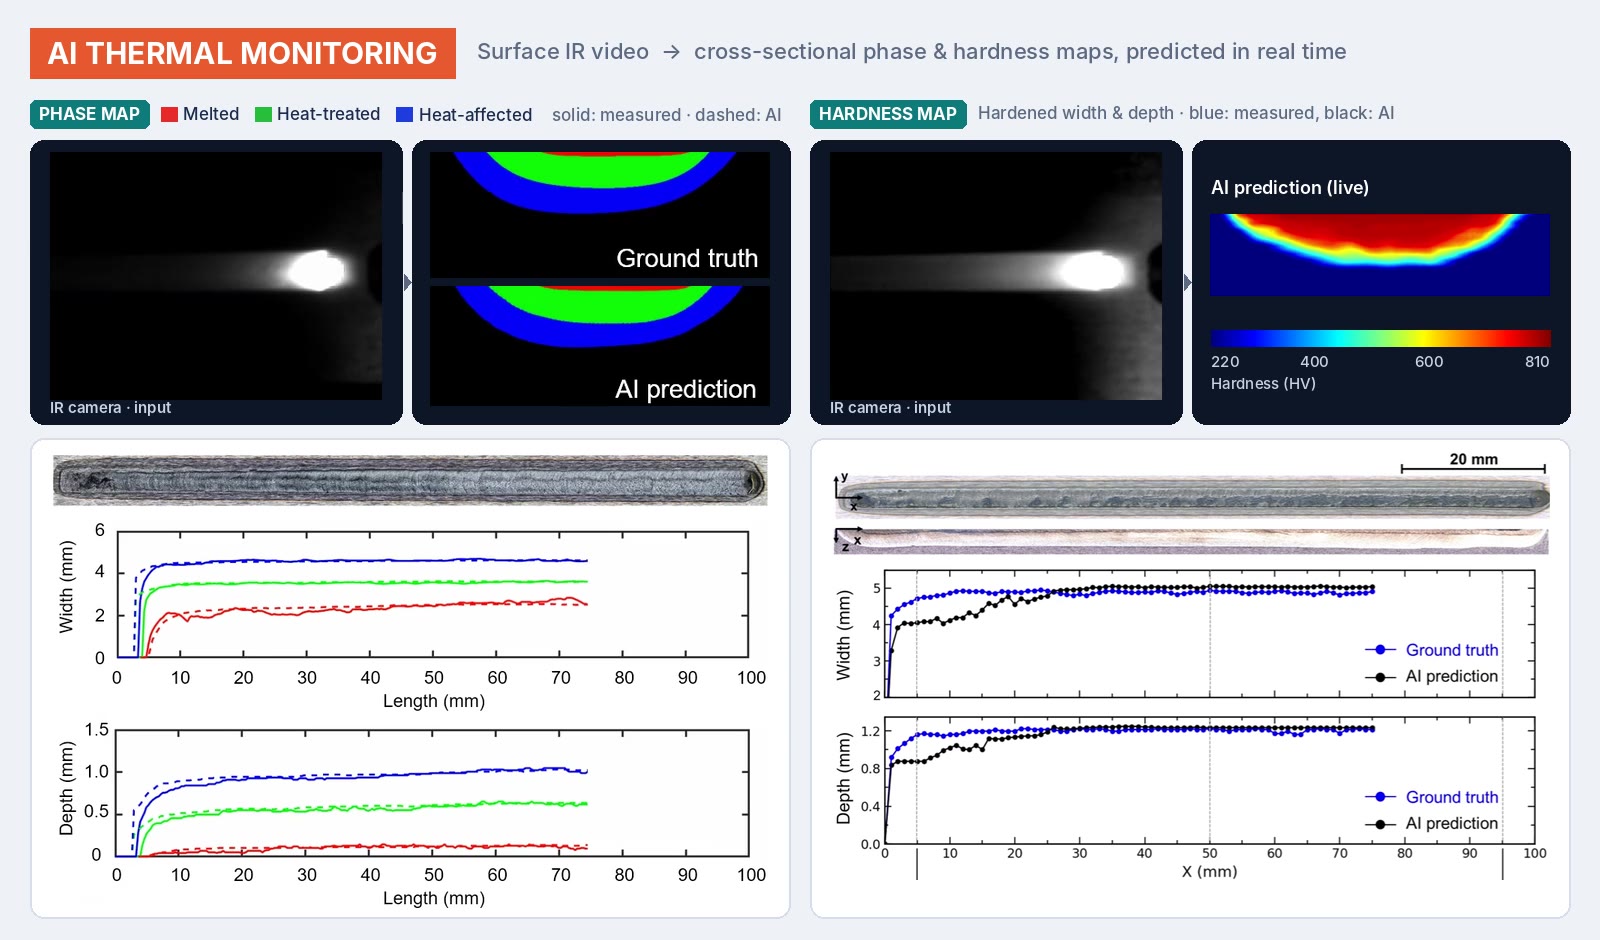 AI THERMAL MONITORING
Surface IR video → cross-sectional phase & hardness maps, predicted in real time
PHASE MAP
Melted
Heat-treated
Heat-affected
solid: measured · dashed: AI
HARDNESS MAP
Hardened width & depth · blue: measured, black: AI
IR camera · input
Ground truth
AI prediction
IR camera · input
AI prediction (live)
220 400 600 810
Hardness (HV)
6
4
2
0
Width (mm)
0 10 20 30 40 50 60 70 80 90 100
Length (mm)
1.5
1.0
0.5
0
Depth (mm)
0 10 20 30 40 50 60 70 80 90 100
Length (mm)
20 mm
y
x
z x
5
4
3
2
Width (mm)
Ground truth
AI prediction
1.2
0.8
0.4
0.0
Depth (mm)
Ground truth
AI prediction
0 10 20 30 40 50 60 70 80 90 100
X (mm)